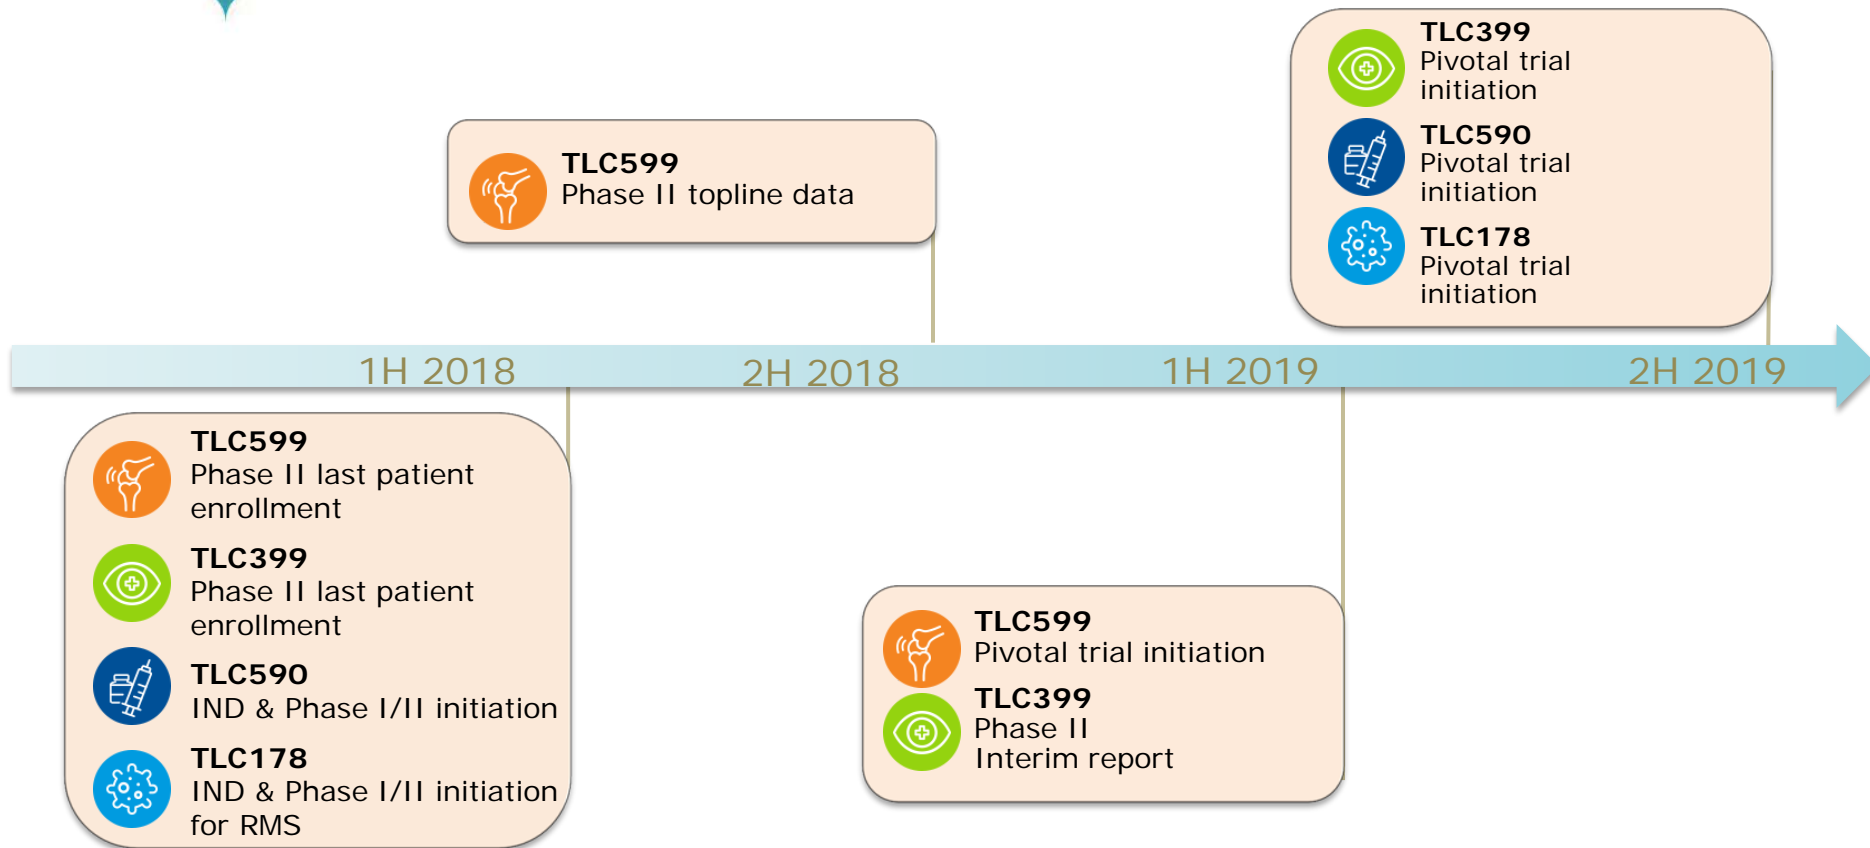 TLC399
Pivotal trial
initiation
TLC590
Pivotal trial
initiation
TLC178
Pivotal trial
initiation
TLC599
Phase II topline data
1H 2018
2H 2018
1H 2019
2H 2019
TLC599
Phase II last patient
enrollment
TLC399
Phase II last patient
enrollment
TLC590
IND & Phase I/II initiation
TLC178
IND & Phase I/II initiation
for RMS
TLC599
Pivotal trial initiation
TLC399
Phase II
Interim report